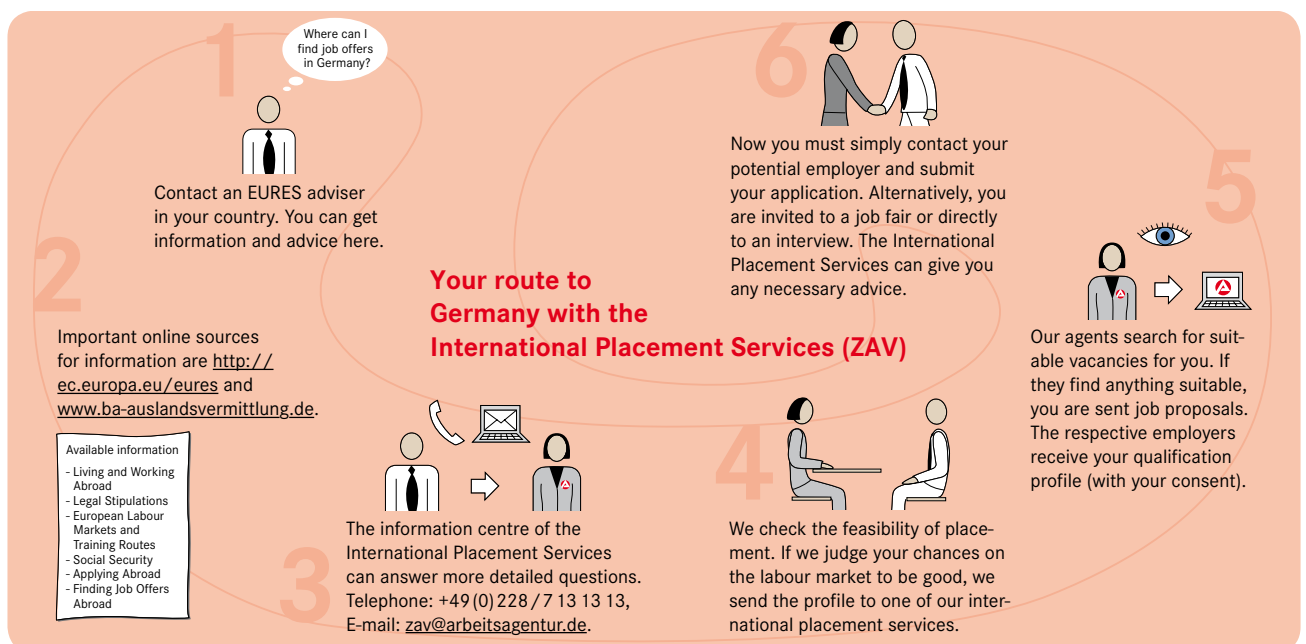 Your route to
Germany with the
International Placement Services (ZAV)
1
Where can I
find job offers
in Germany?
Contact an EURES adviser
in your country. You can get
information and advice here.
2
Important online sources
for information are http://
ec.europa.eu/eures and
www.ba-auslandsvermittlung.de.
Available information
- Living and Working
Abroad
- Legal Stipulations
- European Labour
Markets and
Training Routes
- Social Security
- Applying Abroad
- Finding Job Offers
Abroad
3
The information centre of the
International Placement Services
can answer more detailed questions.
Telephone: +49 (0) 228 / 7 13 13 13,
E-mail: zav@arbeitsagentur.de.
4
We check the feasibility of place-
ment. If we judge your chances on
the labour market to be good, we
send the profile to one of our inter-
national placement services.
5
Our agents search for suit-
able vacancies for you. If
they find anything suitable,
you are sent job proposals.
The respective employers
receive your qualification
profile (with your consent).
6
Now you must simply contact your
potential employer and submit
your application. Alternatively, you
are invited to a job fair or directly
to an interview. The International
Placement Services can give you
any necessary advice.